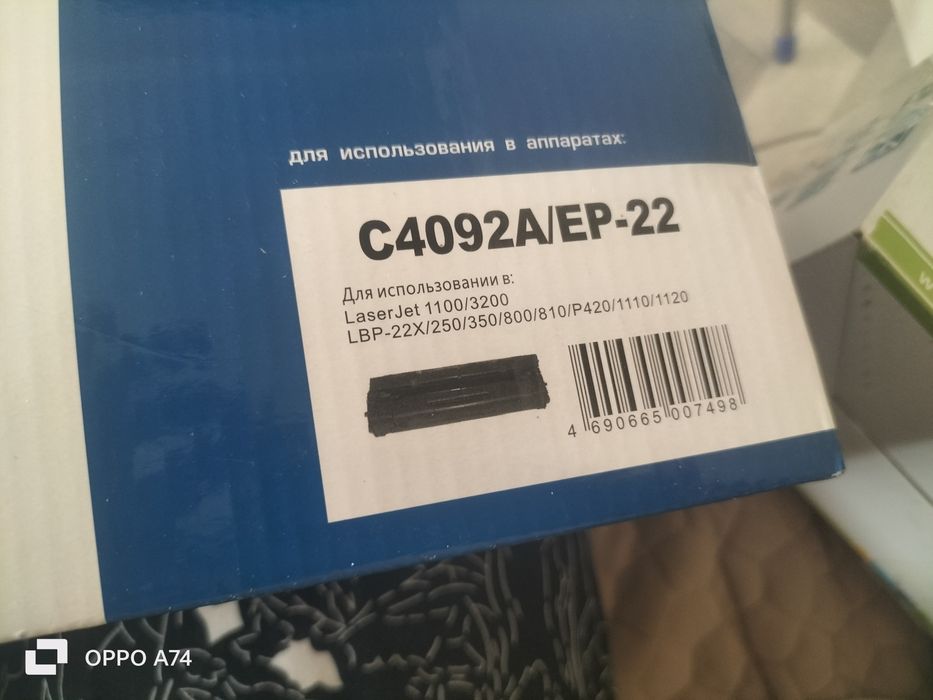 для использования в аппаратах:
C4092A/EP-22
Для использовании в:
LaserJet 1100/3200
LBP-22X/250/350/800/810/P420/1110/1120
4 690665 007498
OPPO A74